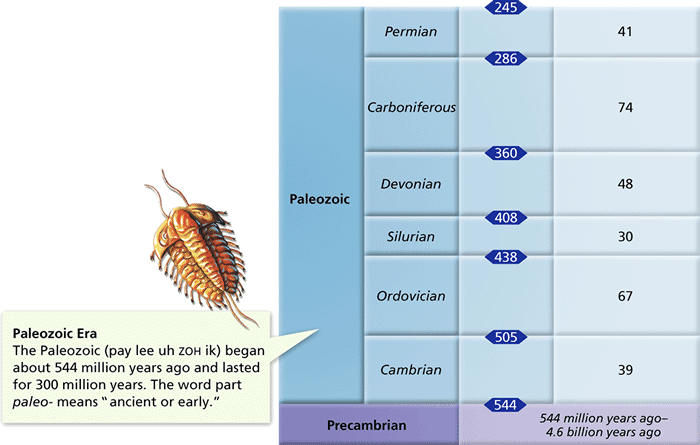 245
Permian 41
286
Carboniferous 74
360
Paleozoic
Devonian 48
408
Silurian 30
438
Ordovician 67
505
Cambrian 39
544
Precambrian
544 million years ago–
4.6 billion years ago
Paleozoic Era
The Paleozoic (pay lee uh ZOH ik) began
about 544 million years ago and lasted
for 300 million years. The word part
paleo- means “ancient or early.”